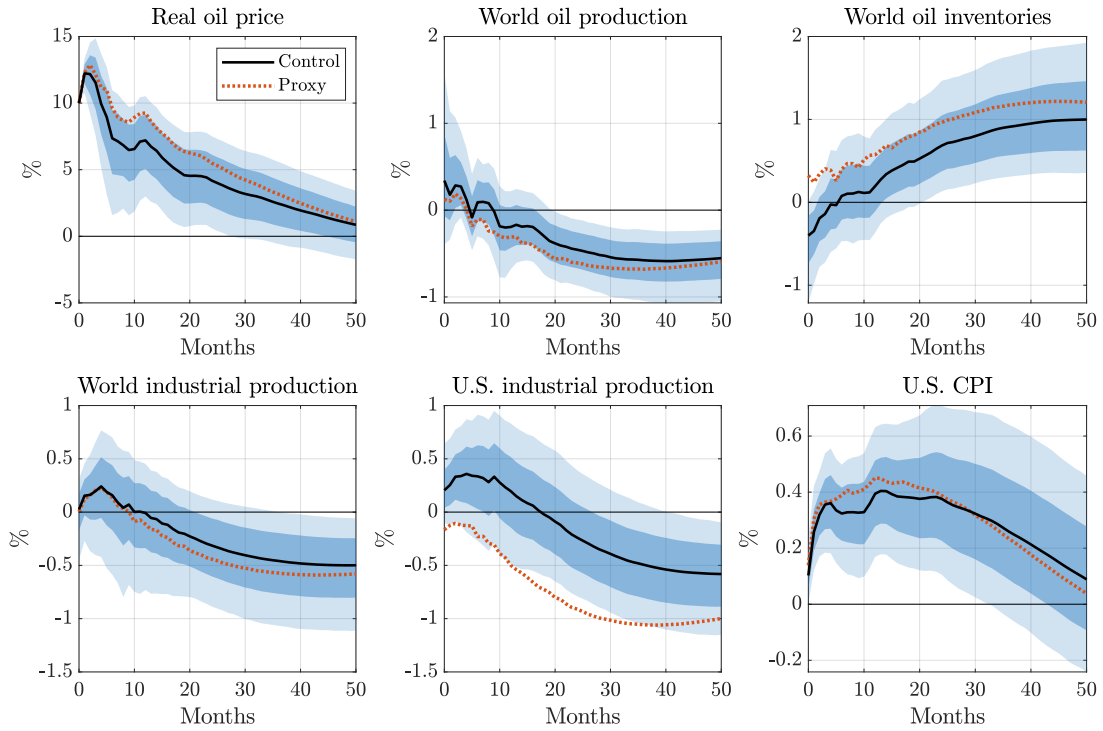 Real oil price
15
10
5
0
-5
%
0 10 20 30 40 50
Months
Control
Proxy
World oil production
2
1
0
-1
%
0 10 20 30 40 50
Months
World oil inventories
2
1
0
-1
%
0 10 20 30 40 50
Months
World industrial production
1
0.5
0
-0.5
-1
-1.5
%
0 10 20 30 40 50
Months
U.S. industrial production
1
0.5
0
-0.5
-1
-1.5
%
0 10 20 30 40 50
Months
U.S. CPI
0.6
0.4
0.2
0
-0.2
%
0 10 20 30 40 50
Months